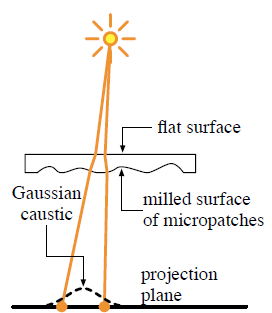 flat surface
Gaussian
caustic
milled surface
of micropatches
projection
plane